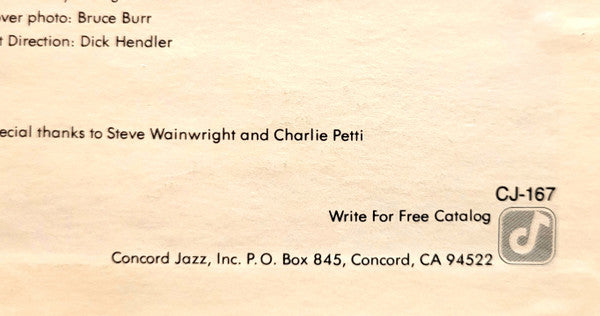 ver photo: Bruce Burr
t Direction: Dick Hendler
ecial thanks to Steve Wainwright and Charlie Petti
CJ-167
Write For Free Catalog
Concord Jazz, Inc. P.O. Box 845, Concord, CA 94522